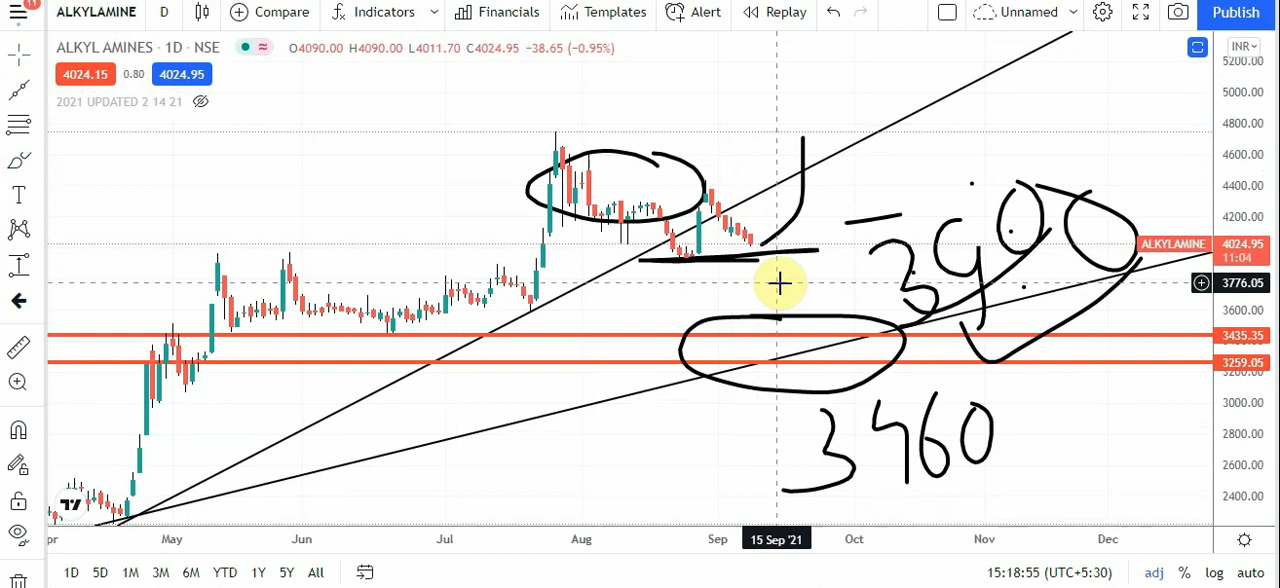 11
ALKYLAMINE D Compare Indicators Financials Templates Alert Replay Unnamed Publish
ALKYL AMINES · 1D · NSE O4090.00 H4090.00 L4011.70 C4024.95 −38.65 (−0.95%)
INR
4024.15 0.80 4024.95
2021 UPDATED 2 14 21
5200.00
5000.00
4800.00
4600.00
4400.00
4200.00
3900
ALKYLAMINE 4024.95
11:04
3776.05
3600.00
3435.35
3259.05
3200.00
3000.00
3460
2800.00
2600.00
2400.00
May Jun Jul Aug Sep 15 Sep '21 Oct Nov Dec
1D 5D 1M 3M 6M YTD 1Y 5Y All 15:18:55 (UTC+5:30) adj % log auto